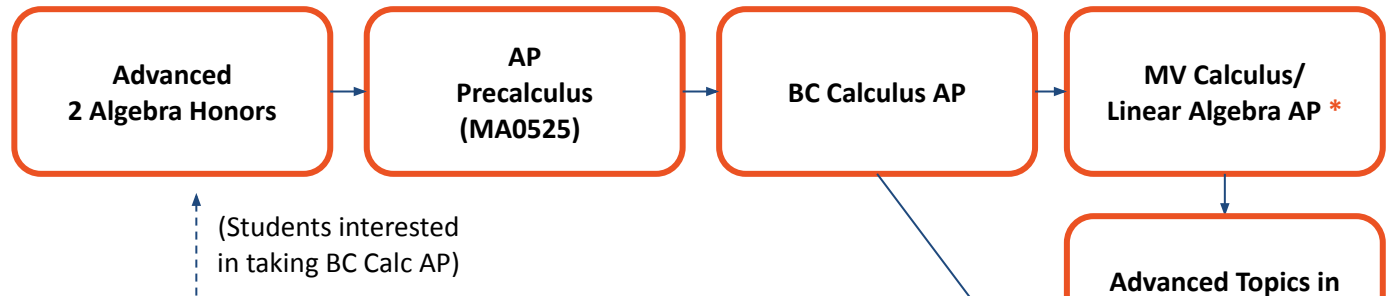 Advanced
2 Algebra Honors
AP
Precalculus
(MA0525)
BC Calculus AP
MV Calculus/
Linear Algebra AP *
(Students interested
in taking BC Calc AP)
Advanced Topics in